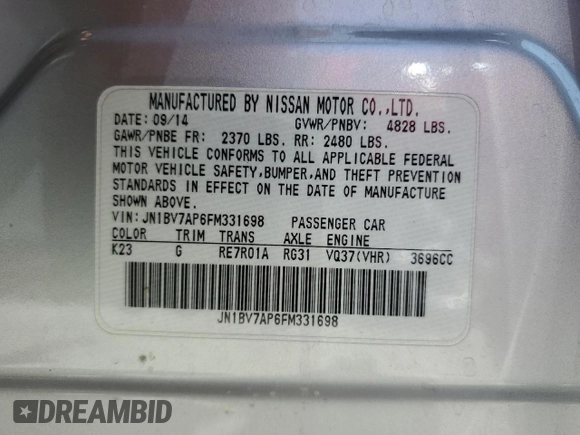 MANUFACTURED BY NISSAN MOTOR CO.,LTD.
DATE: 09/14 GVWR/PNBV: 4828 LBS.
GAWR/PNBE FR: 2370 LBS. RR: 2480 LBS.
THIS VEHICLE CONFORMS TO ALL APPLICABLE FEDERAL
MOTOR VEHICLE SAFETY,BUMPER,AND THEFT PREVENTION
STANDARDS IN EFFECT ON THE DATE OF MANUFACTURE
SHOWN ABOVE.
VIN: JN1BV7AP6FM331698 PASSENGER CAR
COLOR TRIM TRANS AXLE ENGINE
K23 G RE7R01A RG31 VQ37(VHR) 3696CC
JN1BV7AP6FM331698
DREAMBID